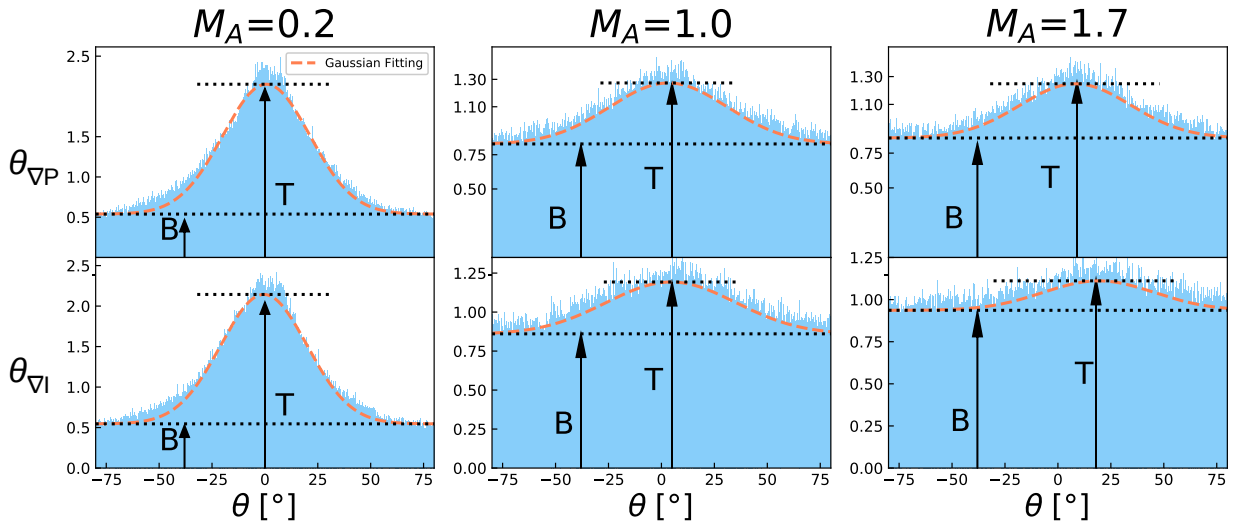 M_A=0.2 M_A=1.0 M_A=1.7
Gaussian Fitting
θ∇P
2.5
2.0
1.5
1.0
0.5
B
T
1.30
1.10
0.75
0.50
B
T
1.30
1.10
0.75
0.50
B
T
θ∇I
2.5
2.0
1.5
1.0
0.5
0.0
B
T
1.25
1.00
0.75
0.50
0.25
0.00
B
T
1.25
1.00
0.75
0.50
0.25
0.00
B
T
−75 −50 −25 0 25 50 75
−75 −50 −25 0 25 50 75
−75 −50 −25 0 25 50 75
θ [°] θ [°] θ [°]